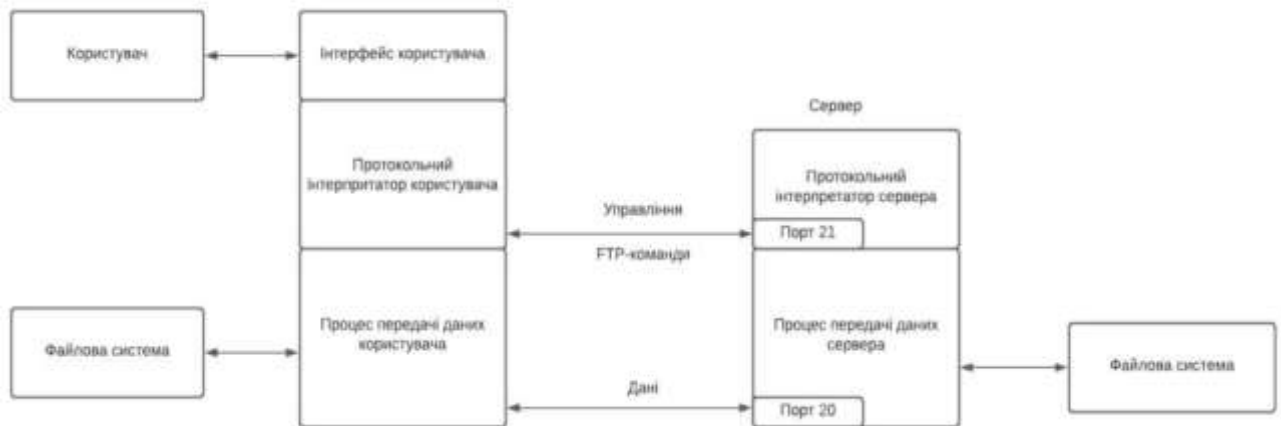 Користувач
Інтерфейс користувача
Сервер
Протокольний
інтерпритатор користувача
Протокольний
інтерпретатор сервера
Управління
Порт 21
FTP-команди
Процес передачі даних
користувача
Процес передачі даних
сервера
Файлова система
Файлова система
Дані
Порт 20